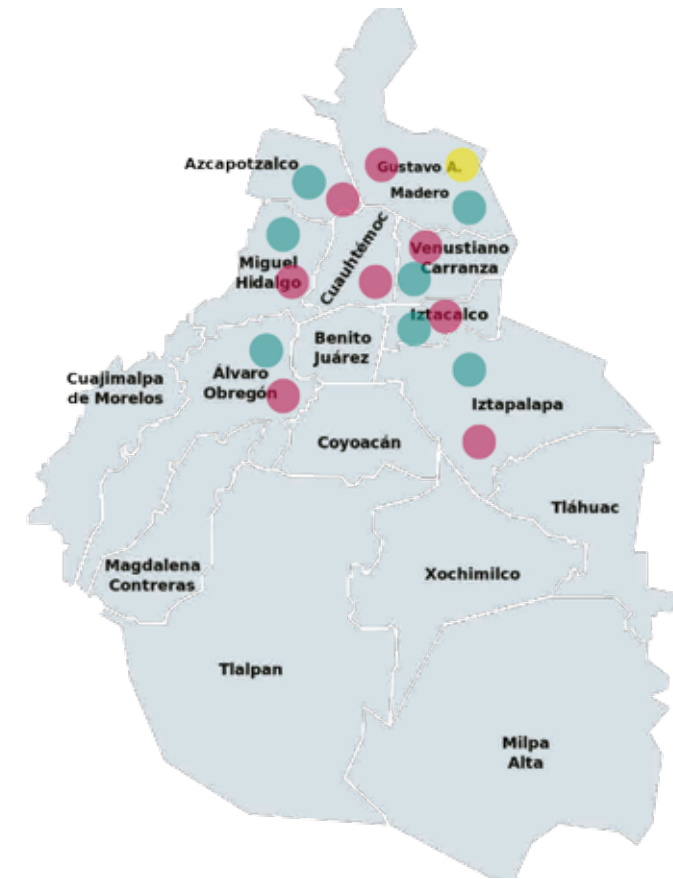 Azcapotzalco
Gustavo A.
Madero
Venustiano
Carranza
Cuauhtémoc
Miguel
Hidalgo
Iztacalco
Benito
Juárez
Álvaro
Obregón
Cuajimalpa
de Morelos
Iztapalapa
Coyoacán
Tláhuac
Magdalena
Contreras
Xochimilco
Tlalpan
Milpa
Alta